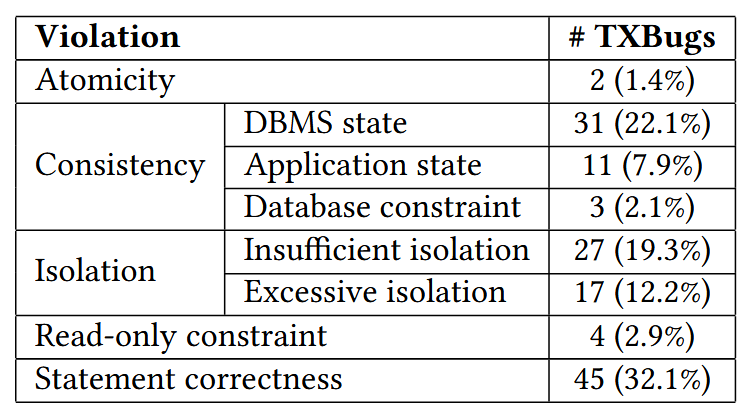 Violation # TXBugs
Atomicity 2 (1.4%)
Consistency DBMS state 31 (22.1%)
Application state 11 (7.9%)
Database constraint 3 (2.1%)
Isolation Insufficient isolation 27 (19.3%)
Excessive isolation 17 (12.2%)
Read-only constraint 4 (2.9%)
Statement correctness 45 (32.1%)